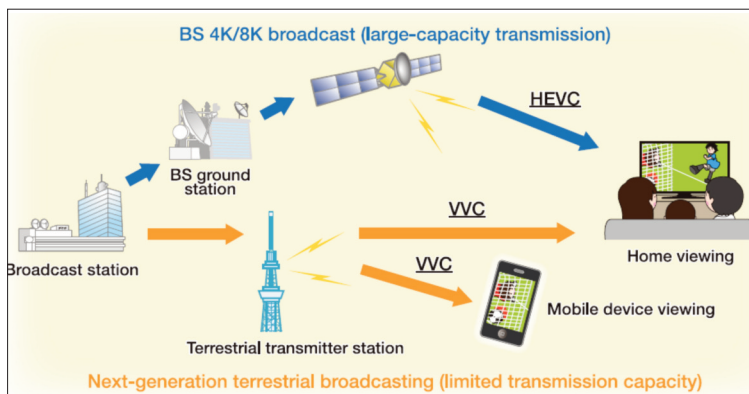 BS 4K/8K broadcast (large-capacity transmission)
HEVC
BS ground
station
VVC
Broadcast station
Home viewing
VVC
Mobile device viewing
Terrestrial transmitter station
Next-generation terrestrial broadcasting (limited transmission capacity)